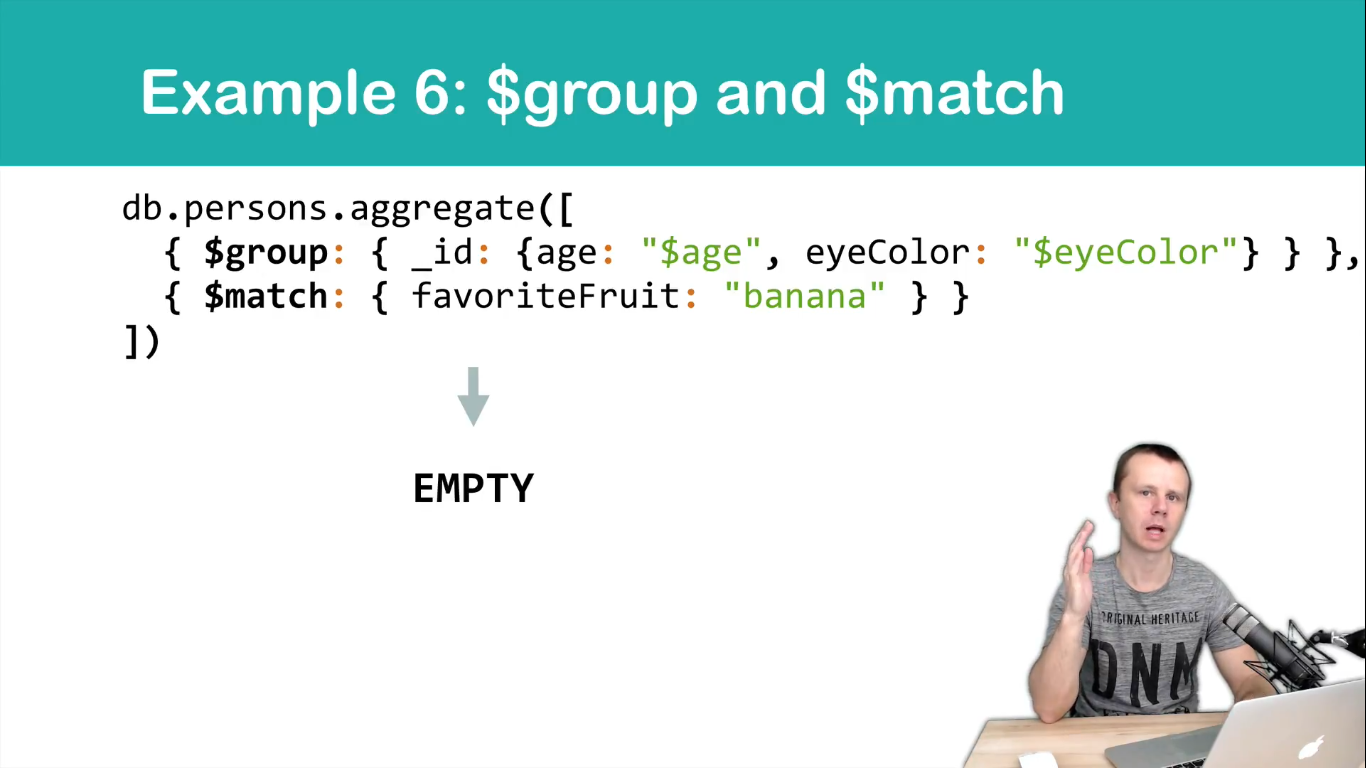 Example 6: $group and $match
db.persons.aggregate([
{ $group: { _id: {age: "$age", eyeColor: "$eyeColor"} } },
{ $match: { favoriteFruit: "banana" } }
])
EMPTY
ORIGINAL HERITAGE
DNM